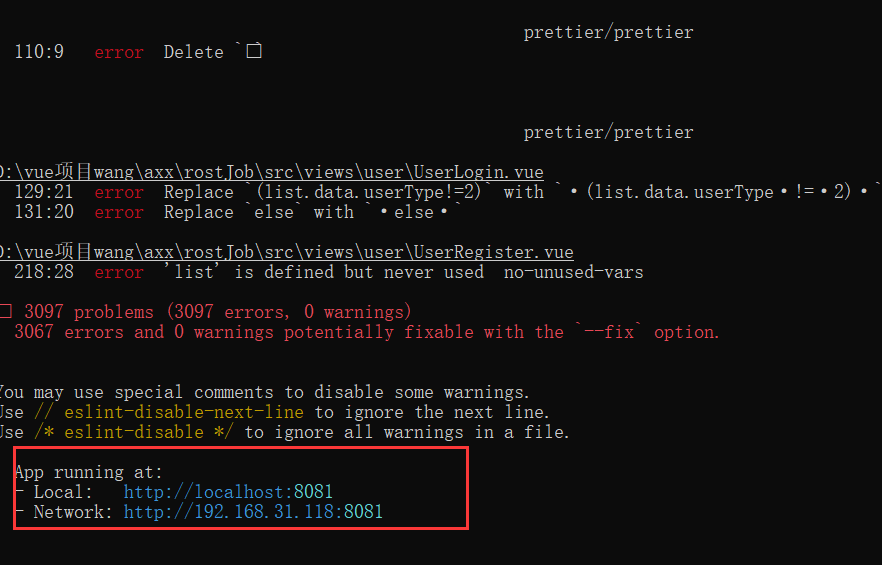 prettier/prettier
110:9 error Delete `□
prettier/prettier
D:\vue项目wang\axx\rostJob\src\views\user\UserLogin.vue
129:21 error Replace `(list.data.userType!=2)` with `·(list.data.userType·!=·2)·`
131:20 error Replace `else` with `·else·`
D:\vue项目wang\axx\rostJob\src\views\user\UserRegister.vue
218:28 error 'list' is defined but never used no-unused-vars
□ 3097 problems (3097 errors, 0 warnings)
3067 errors and 0 warnings potentially fixable with the `--fix` option.
You may use special comments to disable some warnings.
Use // eslint-disable-next-line to ignore the next line.
Use /* eslint-disable */ to ignore all warnings in a file.
App running at:
- Local: http://localhost:8081
- Network: http://192.168.31.118:8081